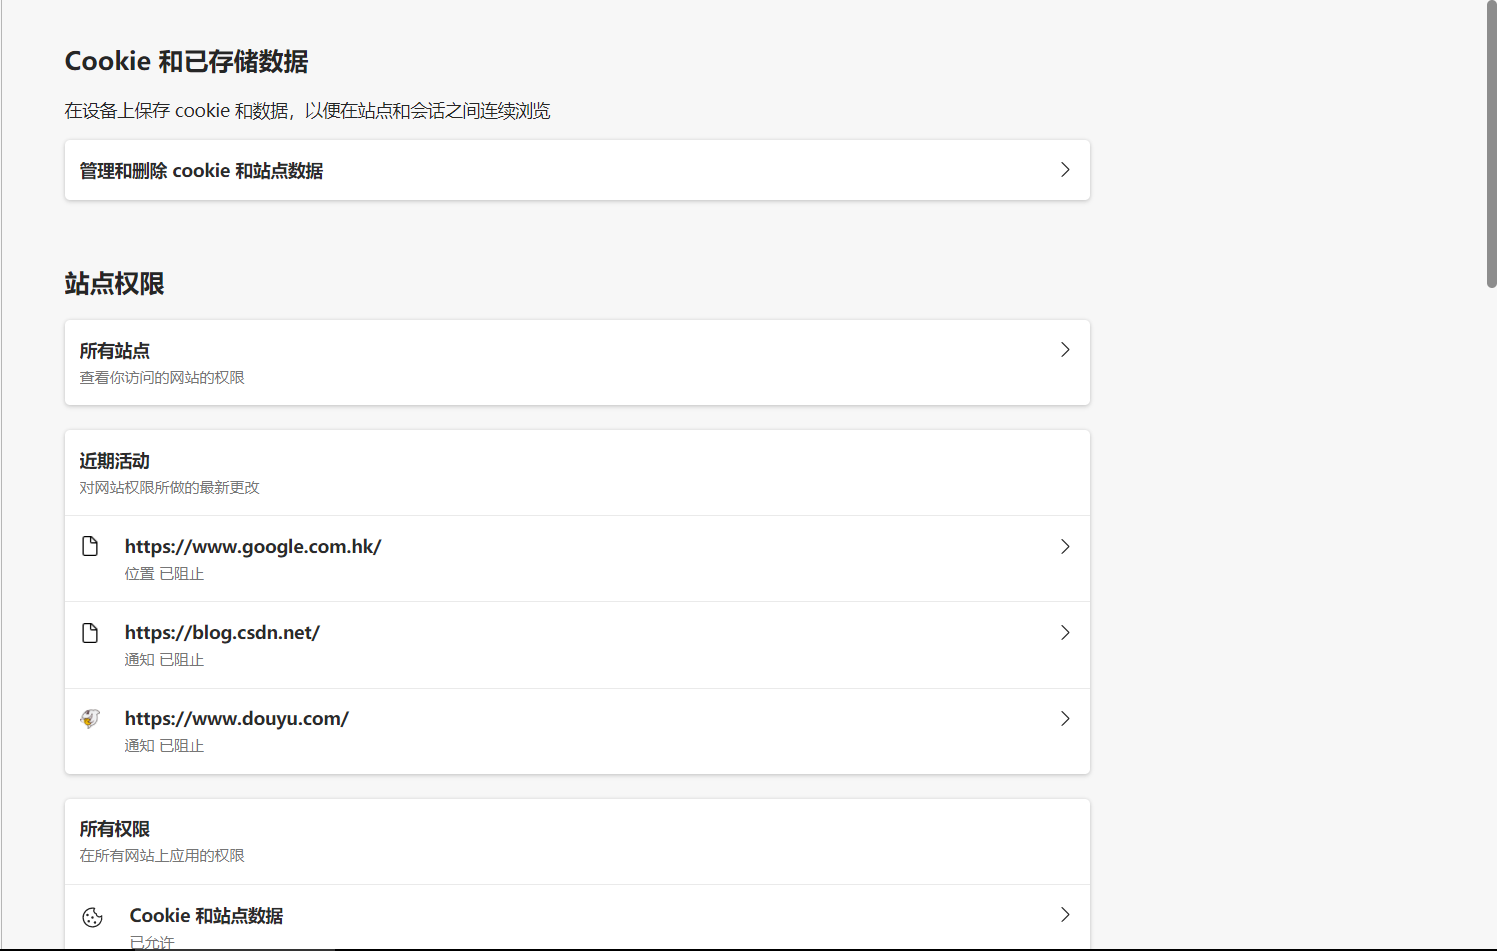 Cookie 和已存储数据
在设备上保存 cookie 和数据，以便在站点和会话之间连续浏览
管理和删除 cookie 和站点数据
站点权限
所有站点
查看你访问的网站的权限
近期活动
对网站权限所做的最新更改
https://www.google.com.hk/
位置 已阻止
https://blog.csdn.net/
通知 已阻止
https://www.douyu.com/
通知 已阻止
所有权限
在所有网站上应用的权限
Cookie 和站点数据
已允许